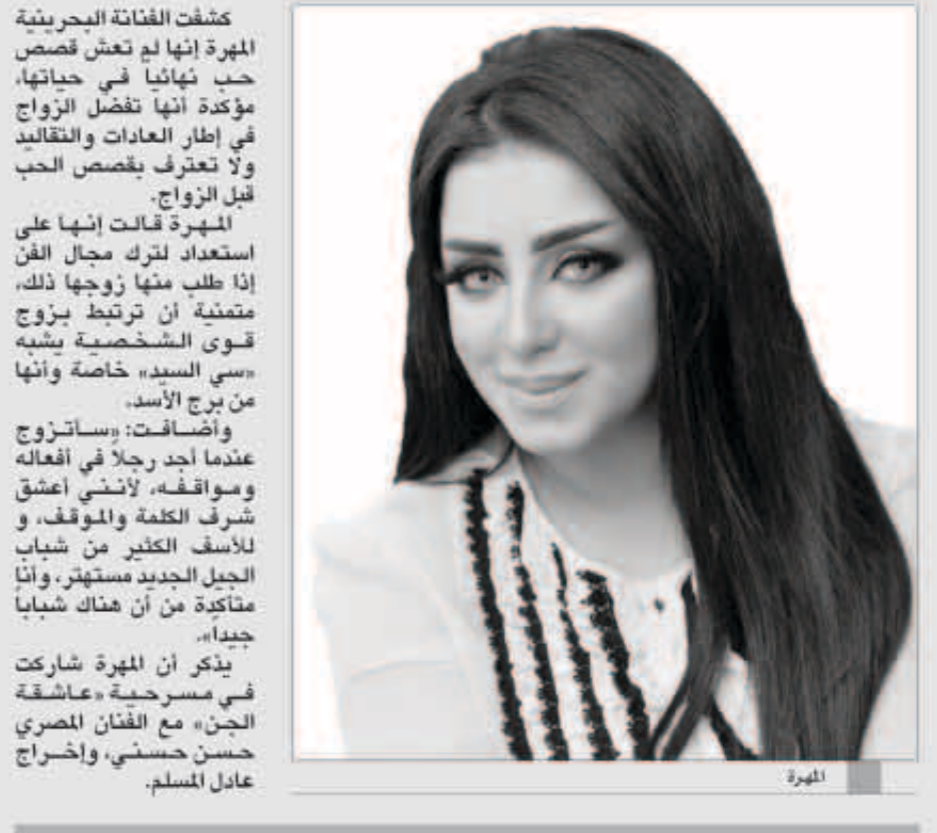 كشفت الفنانة البحرينية
المهرة إنها لم تعش قصص
حب نهائيا في حياتها،
مؤكدة أنها تفضل الزواج
في إطار العادات والتقاليد
ولا تعترف بقصص الحب
قبل الزواج.
المهرة قالت إنها على
استعداد لترك مجال الفن
إذا طلب منها زوجها ذلك،
متمنية أن ترتبط بزوج
قوى الشخصية يشبه
«سي السيد» خاصة وأنها
من برج الأسد.
وأضافت: «سأتزوج
عندما أجد رجلاً في أفعاله
ومواقفه، لأنني أعشق
شرف الكلمة والموقف، و
للأسف الكثير من شباب
الجيل الجديد مستهتر، وأنا
متأكدة من أن هناك شباباً
جيداً».
يذكر أن المهرة شاركت
في مسرحية «عاشقة
الجن» مع الفنان المصري
حسن حسني، وإخراج
عادل المسلم.
المهرة